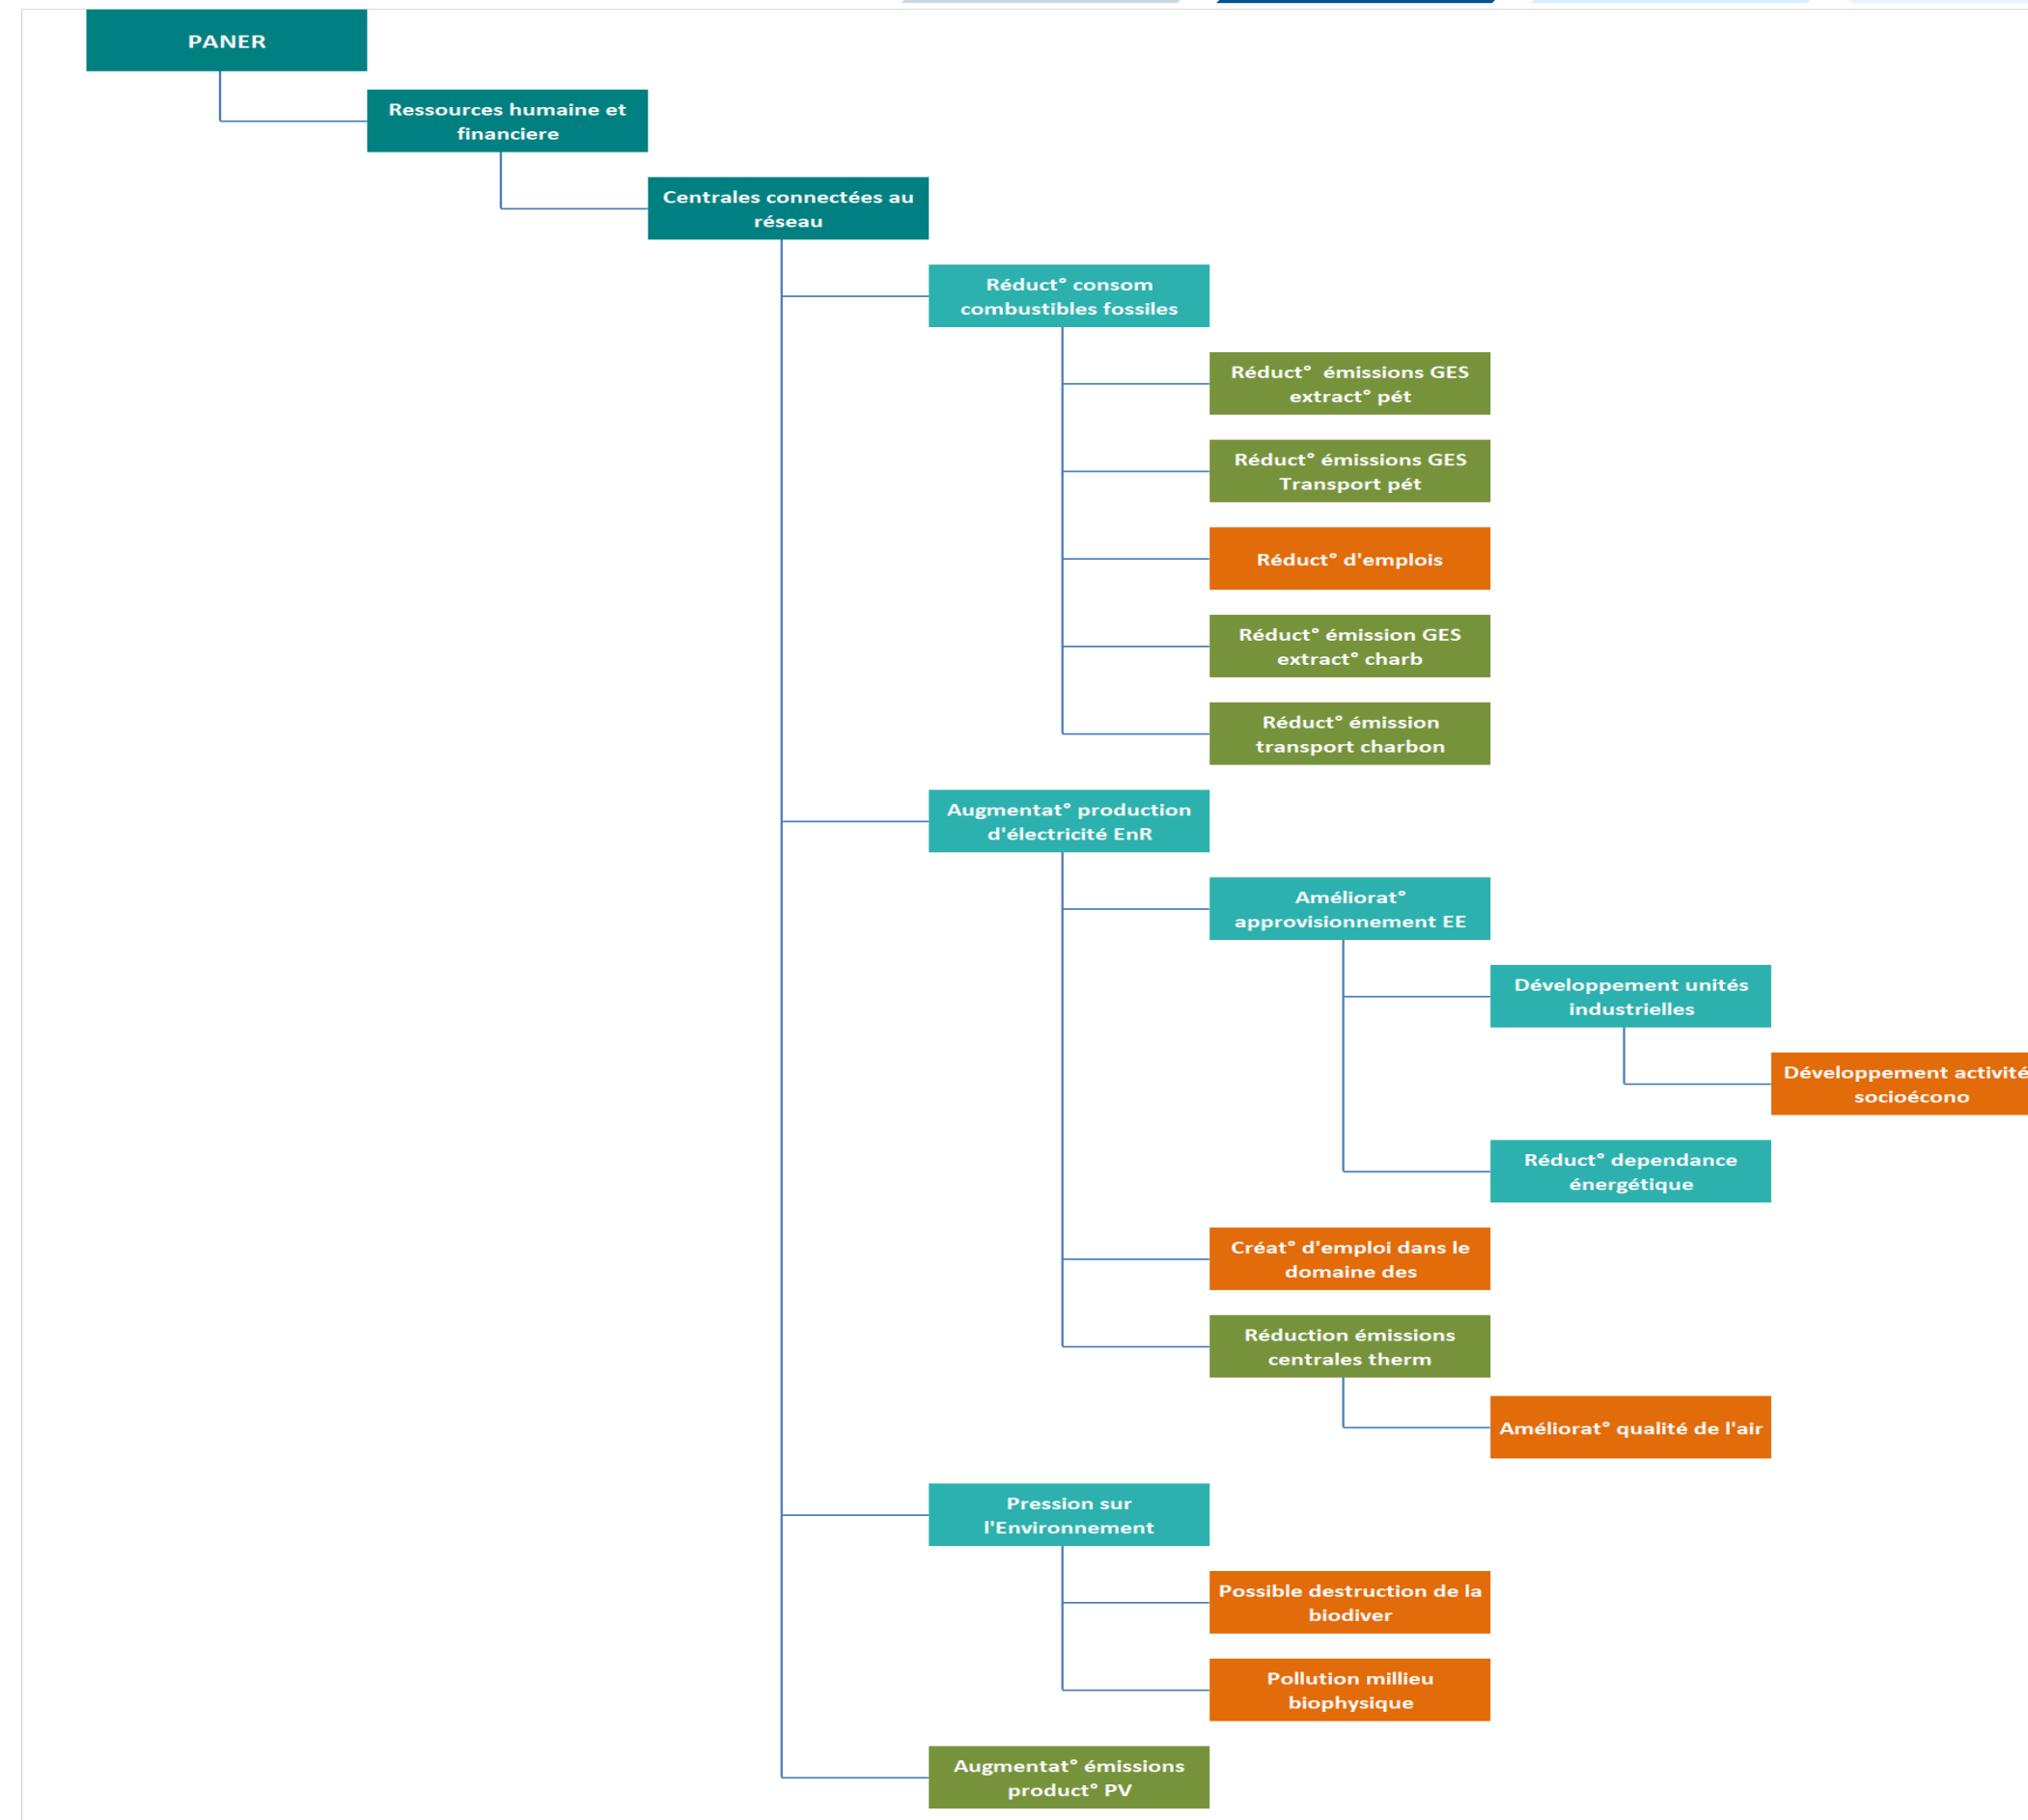 PANER
Ressources humaine et
financiere
Centrales connectées au
réseau
Réduct° consom
combustibles fossiles
Réduct°  émissions GES
extract° pét
Réduct° émissions GES
Transport pét
Réduct° d'emplois
Réduct° émission GES
extract° charb
Réduct° émission
transport charbon
Augmentat° production
d'électricité EnR
Améliorat°
approvisionnement EE
Développement unités
industrielles
Développement activité
socioécono
Réduct° dependance
énergétique
Créat° d'emploi dans le
domaine des
Réduction émissions
centrales therm
Améliorat° qualité de l'air
Pression sur
l'Environnement
Possible destruction de la
biodiver
Pollution millieu
biophysique
Augmentat° émissions
product° PV